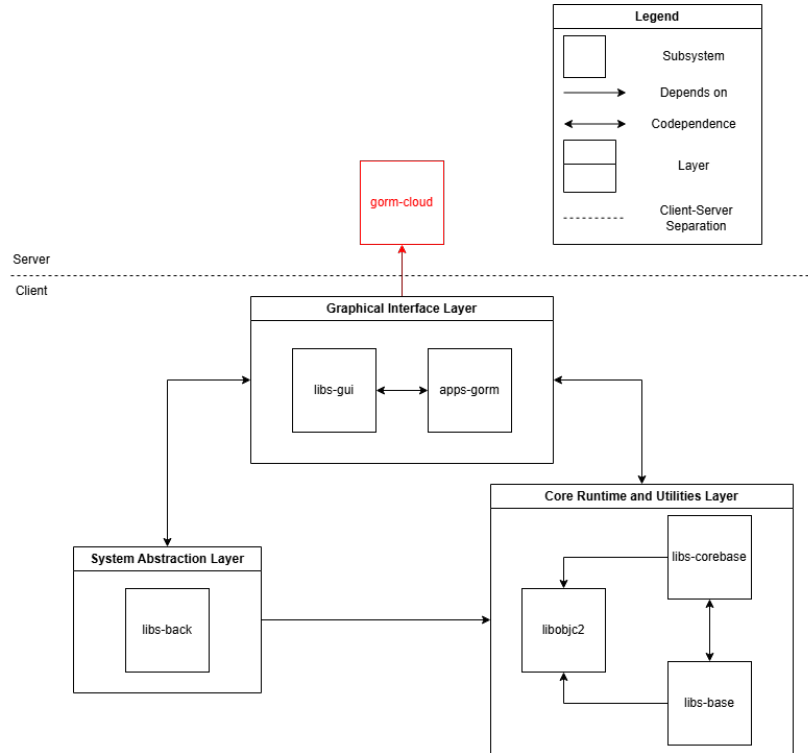 Legend
Subsystem
Depends on
Codependence
Layer
Client-Server
Separation
gorm-cloud
Server
Client
Graphical Interface Layer
libs-gui
apps-gorm
Core Runtime and Utilities Layer
System Abstraction Layer
libs-corebase
libs-back
libobjc2
libs-base